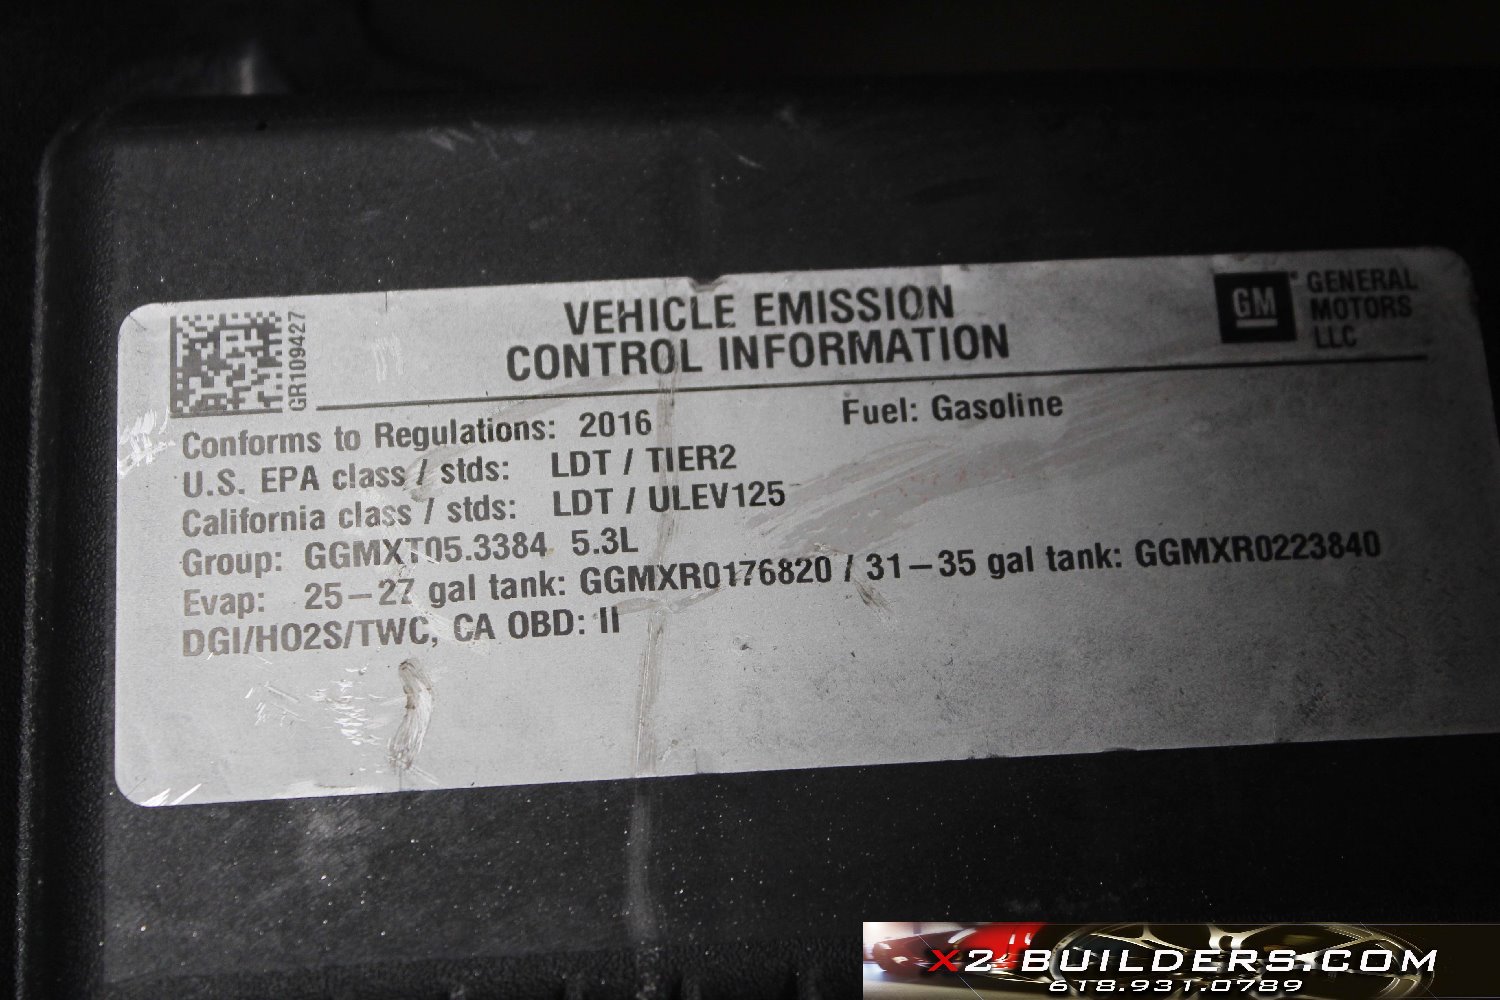 VEHICLE EMISSION
CONTROL INFORMATION
GM
GENERAL
MOTORS
LLC
GR109427
Conforms to Regulations: 2016 Fuel: Gasoline
U.S. EPA class / stds: LDT / TIER2
California class / stds: LDT / ULEV125
Group: GGMXT05.3384 5.3L
Evap: 25-27 gal tank: GGMXR0176820 / 31-35 gal tank: GGMXR0223840
DGI/HO2S/TWC, CA OBD: II
X2-BUILDERS.COM
618.931.0789